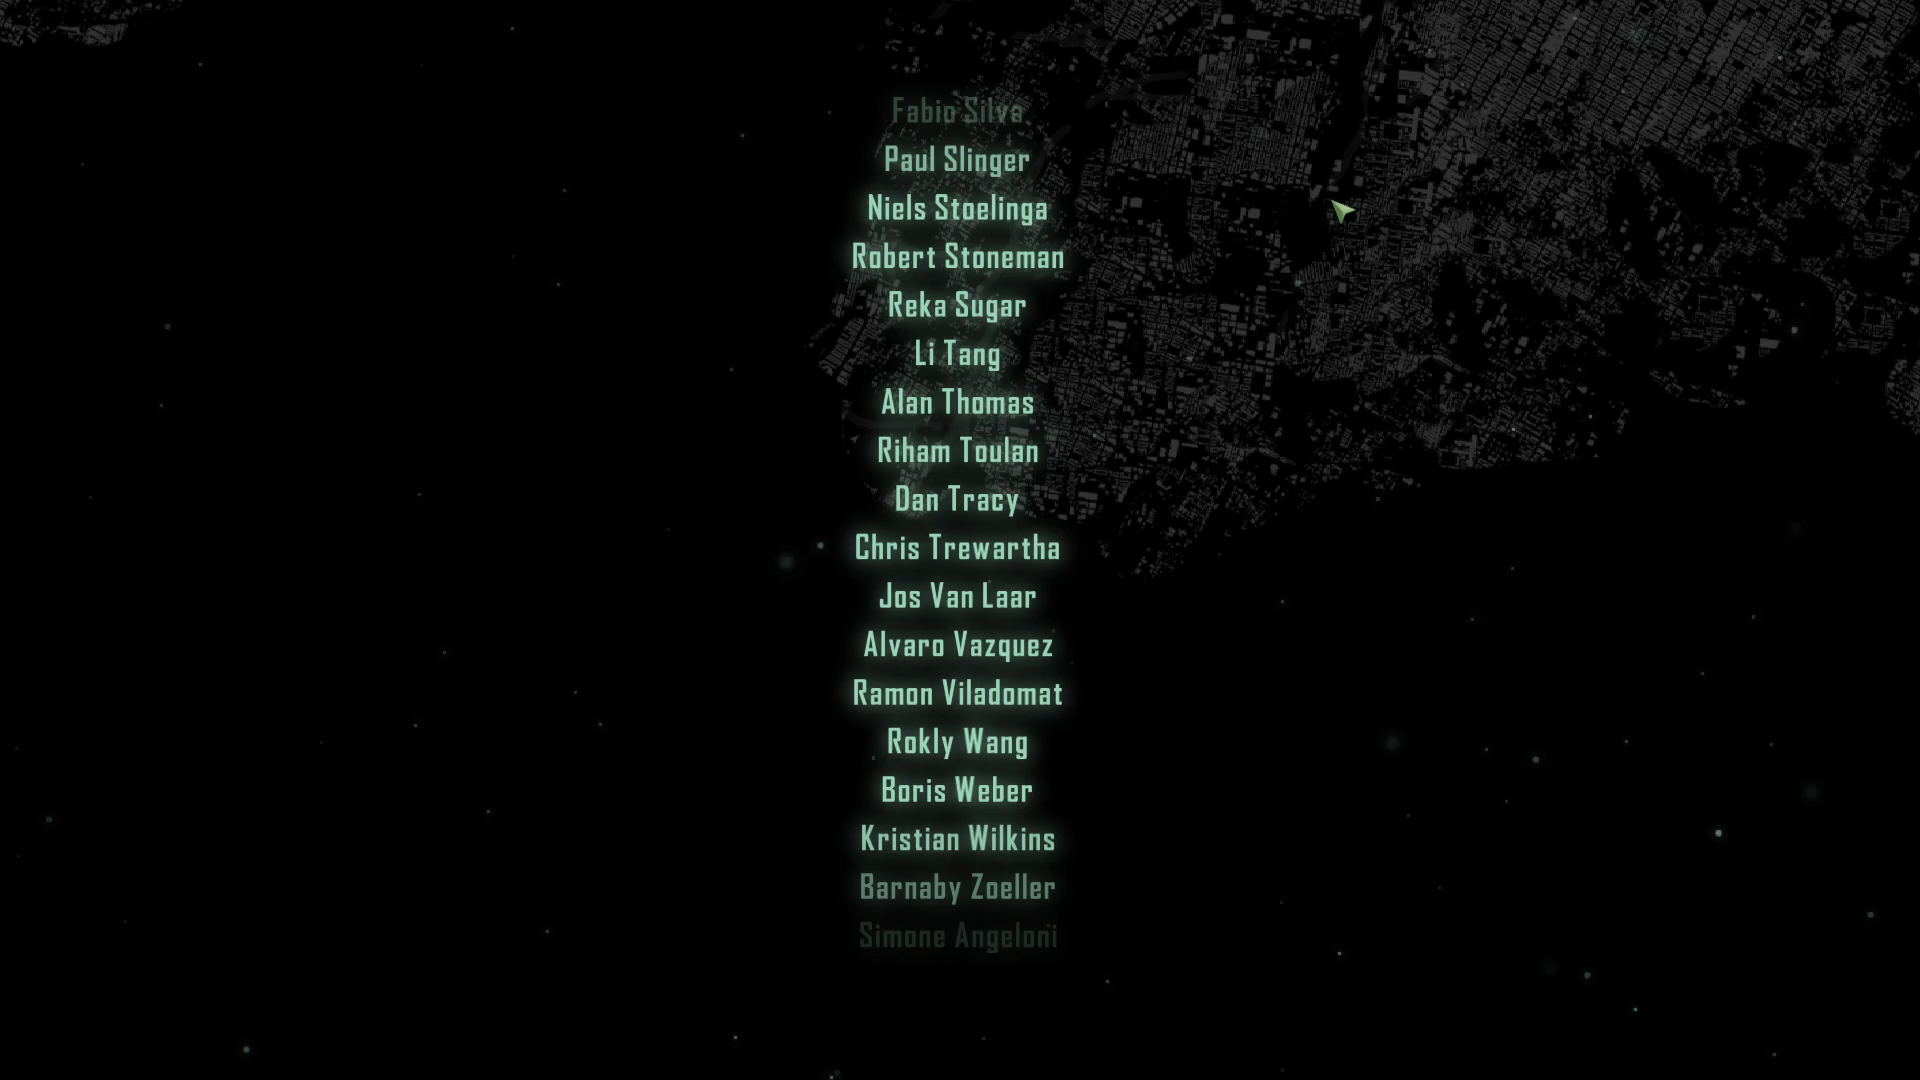 Fabio Silva
Paul Slinger
Niels Stoelinga
Robert Stoneman
Reka Sugar
Li Tang
Alan Thomas
Riham Toulan
Dan Tracy
Chris Trewartha
Jos Van Laar
Alvaro Vazquez
Ramon Viladomat
Rokly Wang
Boris Weber
Kristian Wilkins
Barnaby Zoeller
Simone Angeloni